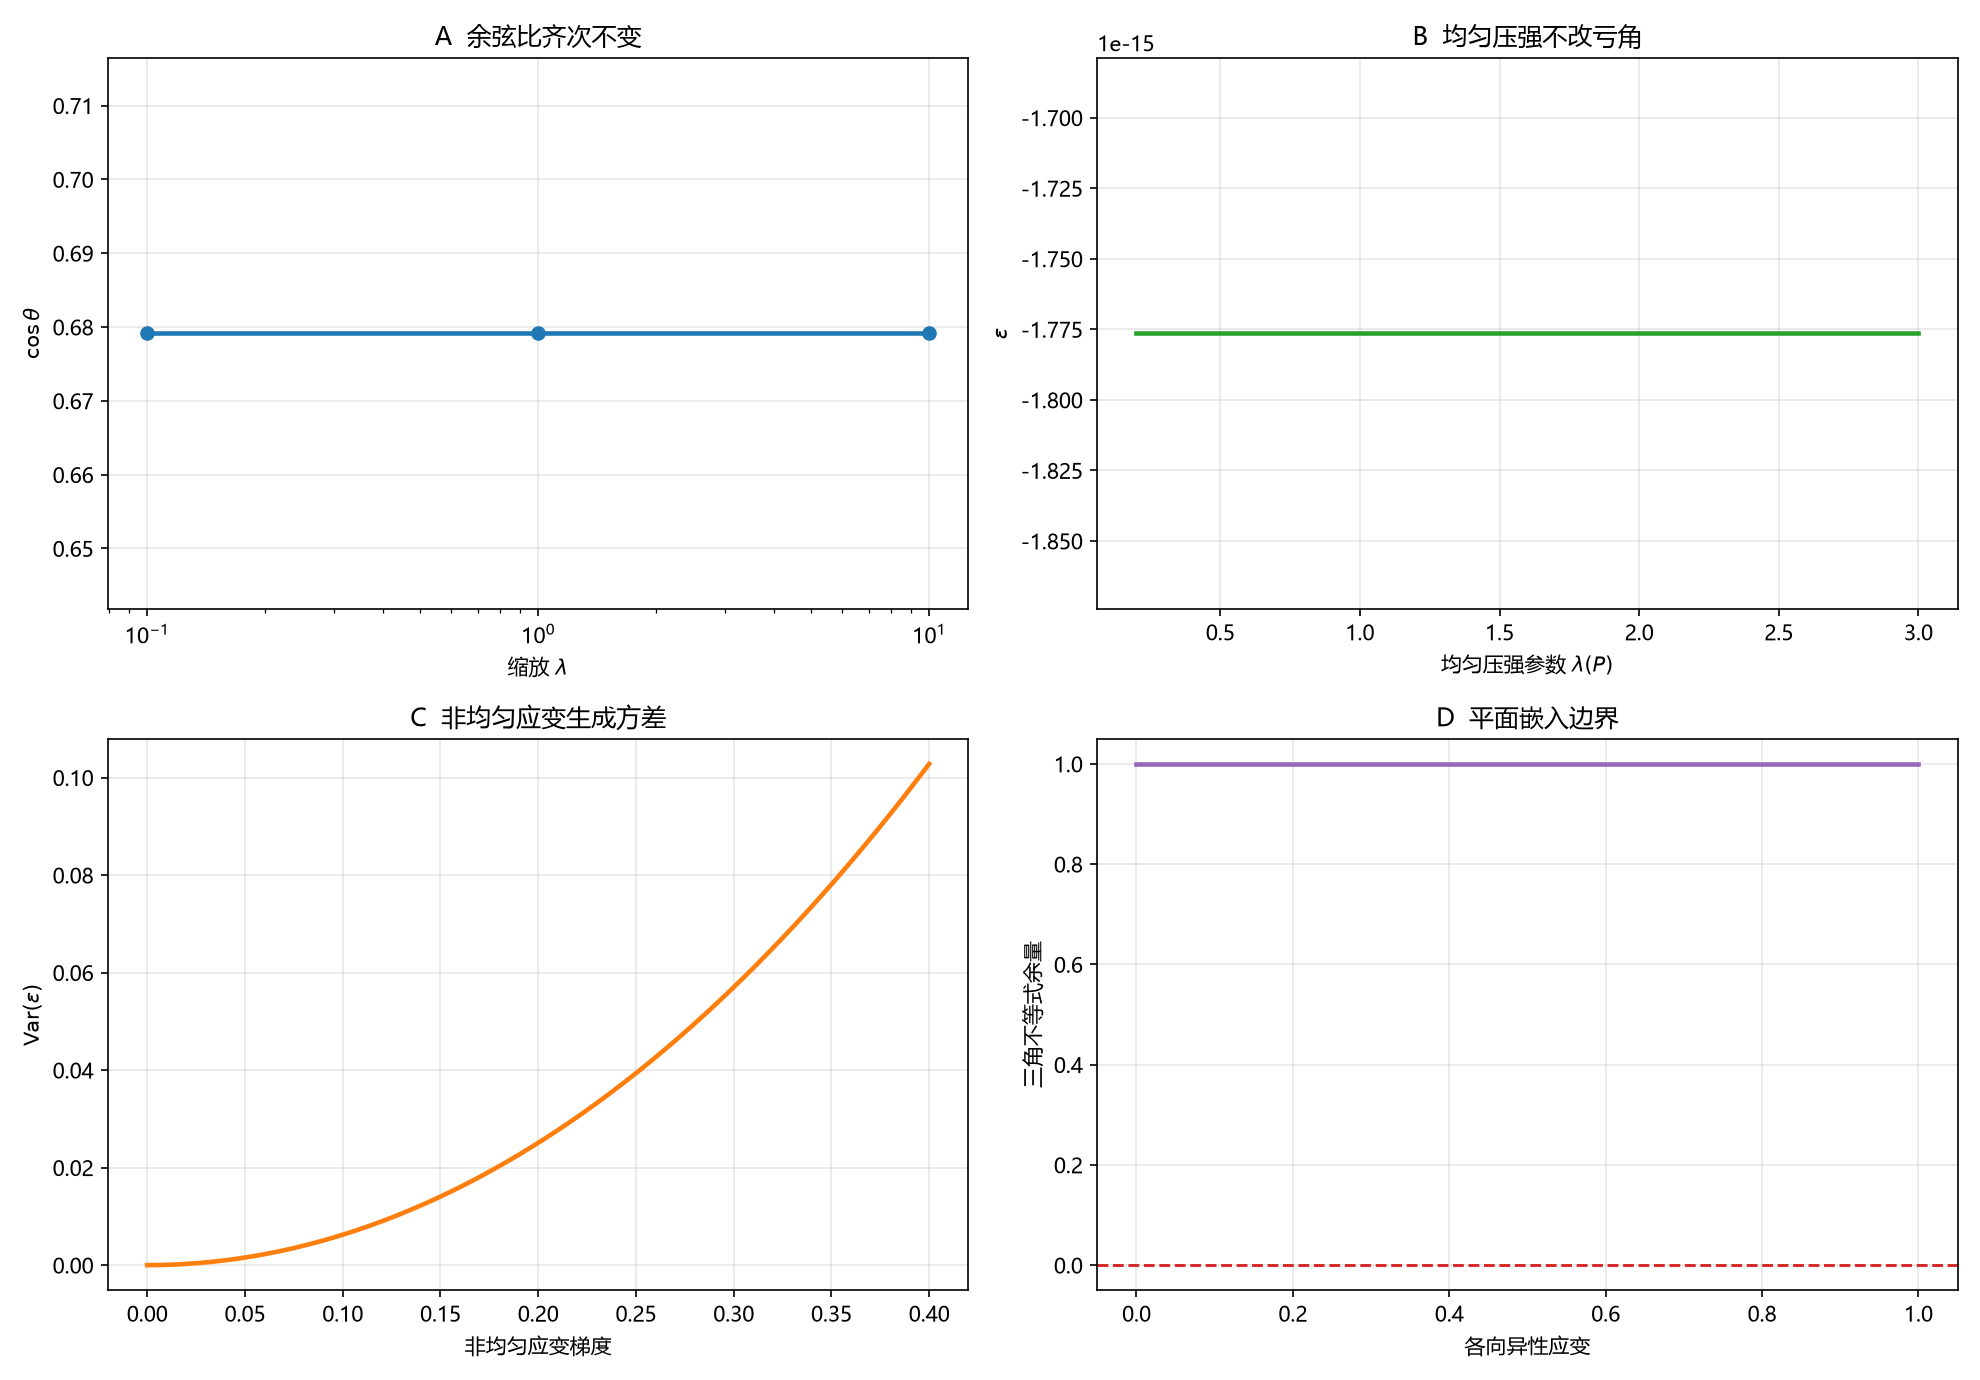 A 余弦比齐次不变
cos θ
0.71
0.70
0.69
0.68
0.67
0.66
0.65
10⁻¹ 10⁰ 10¹
缩放 λ
B 均匀压强不改亏角
1e-15
ε
-1.700
-1.725
-1.750
-1.775
-1.800
-1.825
-1.850
0.5 1.0 1.5 2.0 2.5 3.0
均匀压强参数 λ(P)
C 非均匀应变生成方差
Var(ε)
0.10
0.08
0.06
0.04
0.02
0.00
0.00 0.05 0.10 0.15 0.20 0.25 0.30 0.35 0.40
非均匀应变梯度
D 平面嵌入边界
三角不等式余量
1.0
0.8
0.6
0.4
0.2
0.0
0.0 0.2 0.4 0.6 0.8 1.0
各向异性应变